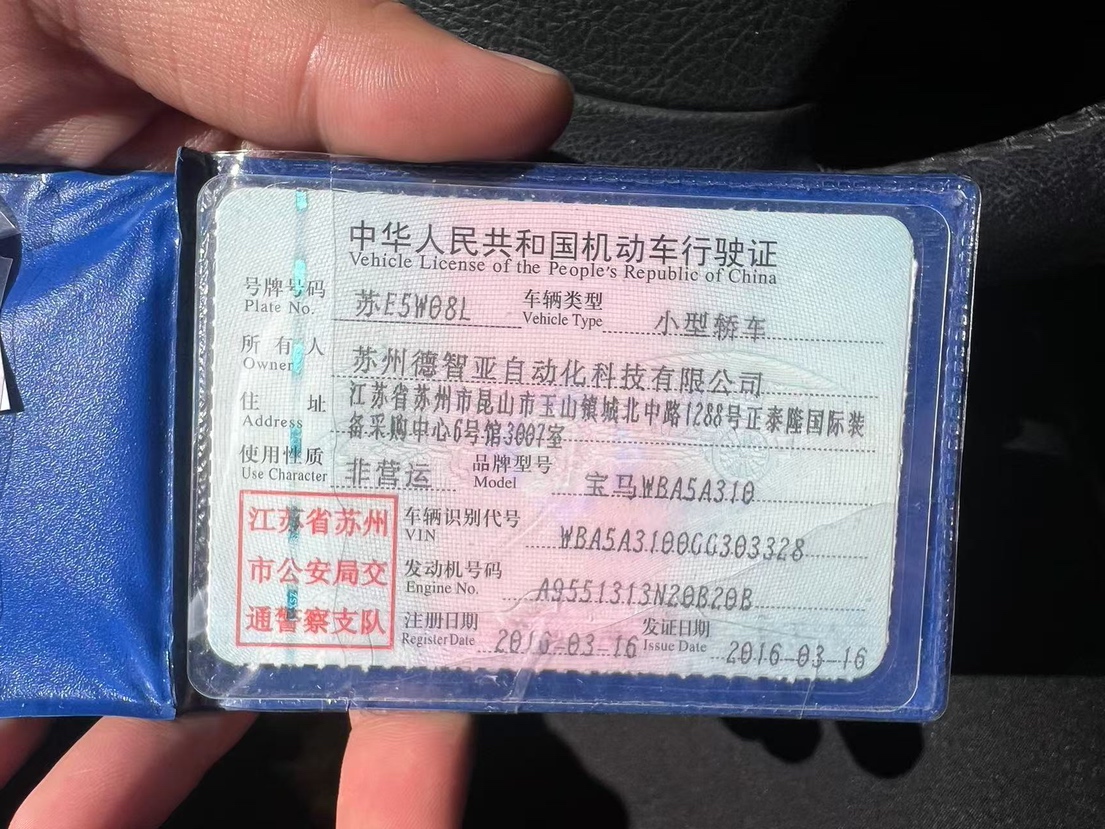 中华人民共和国机动车行驶证
Vehicle License of the People's Republic of China
号牌号码 苏E5W08L 车辆类型 小型轿车
Plate No. Vehicle Type
所有人 苏州德智亚自动化科技有限公司
Owner
住址 江苏省苏州市昆山市玉山镇城北中路1288号正泰隆国际装
Address 备采购中心6号馆3007室
使用性质 非营运 品牌型号 宝马WBA5A310
Use Character Model
江苏省苏州
市公安局交
通警察支队
车辆识别代号 WBA5A3100GG303328
VIN
发动机号码 A9551313N20B20B
Engine No.
注册日期 2016-03-16 发证日期 2016-03-16
Register Date Issue Date